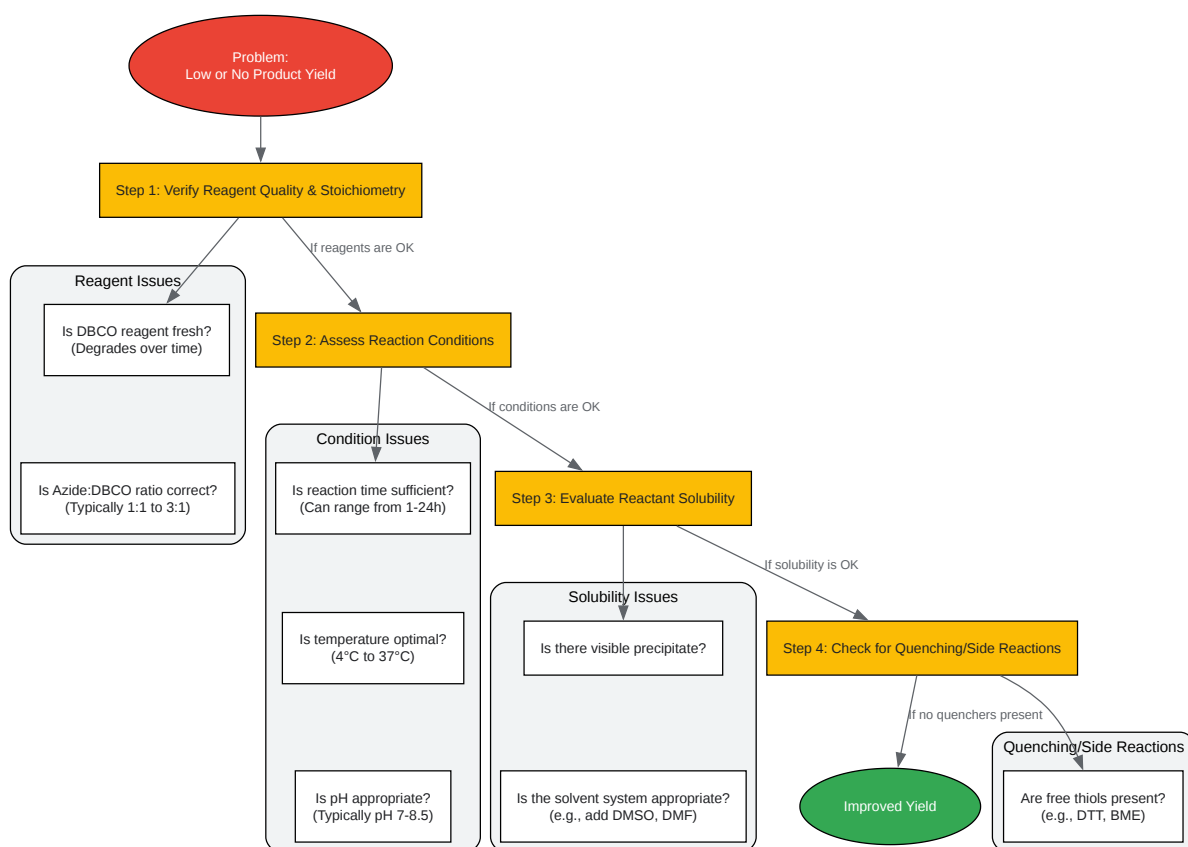 Problem:
Low or No Product Yield
Step 1: Verify Reagent Quality & Stoichiometry
If reagents are OK
Reagent Issues
Is DBCO reagent fresh?
(Degrades over time)
Is Azide:DBCO ratio correct?
(Typically 1:1 to 3:1)
Step 2: Assess Reaction Conditions
If conditions are OK
Condition Issues
Is reaction time sufficient?
(Can range from 1-24h)
Is temperature optimal?
(4°C to 37°C)
Is pH appropriate?
(Typically pH 7-8.5)
Step 3: Evaluate Reactant Solubility
If solubility is OK
Solubility Issues
Is there visible precipitate?
Is the solvent system appropriate?
(e.g., add DMSO, DMF)
Step 4: Check for Quenching/Side Reactions
If no quenchers present
Improved Yield
Quenching/Side Reactions
Are free thiols present?
(e.g., DTT, BME)